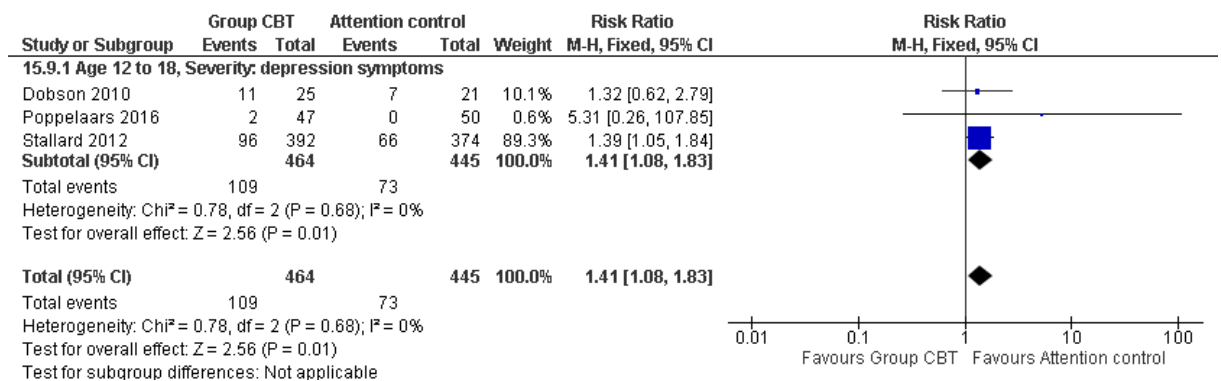 Group CBT Attention control Risk Ratio Risk Ratio
Study or Subgroup Events Total Events Total Weight M-H, Fixed, 95% CI M-H, Fixed, 95% CI
15.9.1 Age 12 to 18, Severity: depression symptoms
Dobson 2010 11 25 7 21 10.1% 1.32 [0.62, 2.79]
Poppelaars 2016 2 47 0 50 0.6% 5.31 [0.26, 107.85]
Stallard 2012 96 392 66 374 89.3% 1.39 [1.05, 1.84]
Subtotal (95% CI) 464 445 100.0% 1.41 [1.08, 1.83]
Total events 109 73
Heterogeneity: Chi² = 0.78, df = 2 (P = 0.68); I² = 0%
Test for overall effect: Z = 2.56 (P = 0.01)
Total (95% CI) 464 445 100.0% 1.41 [1.08, 1.83]
Total events 109 73
Heterogeneity: Chi² = 0.78, df = 2 (P = 0.68); I² = 0%
Test for overall effect: Z = 2.56 (P = 0.01)
Test for subgroup differences: Not applicable
0.01 0.1 1 10 100
Favours Group CBT Favours Attention control